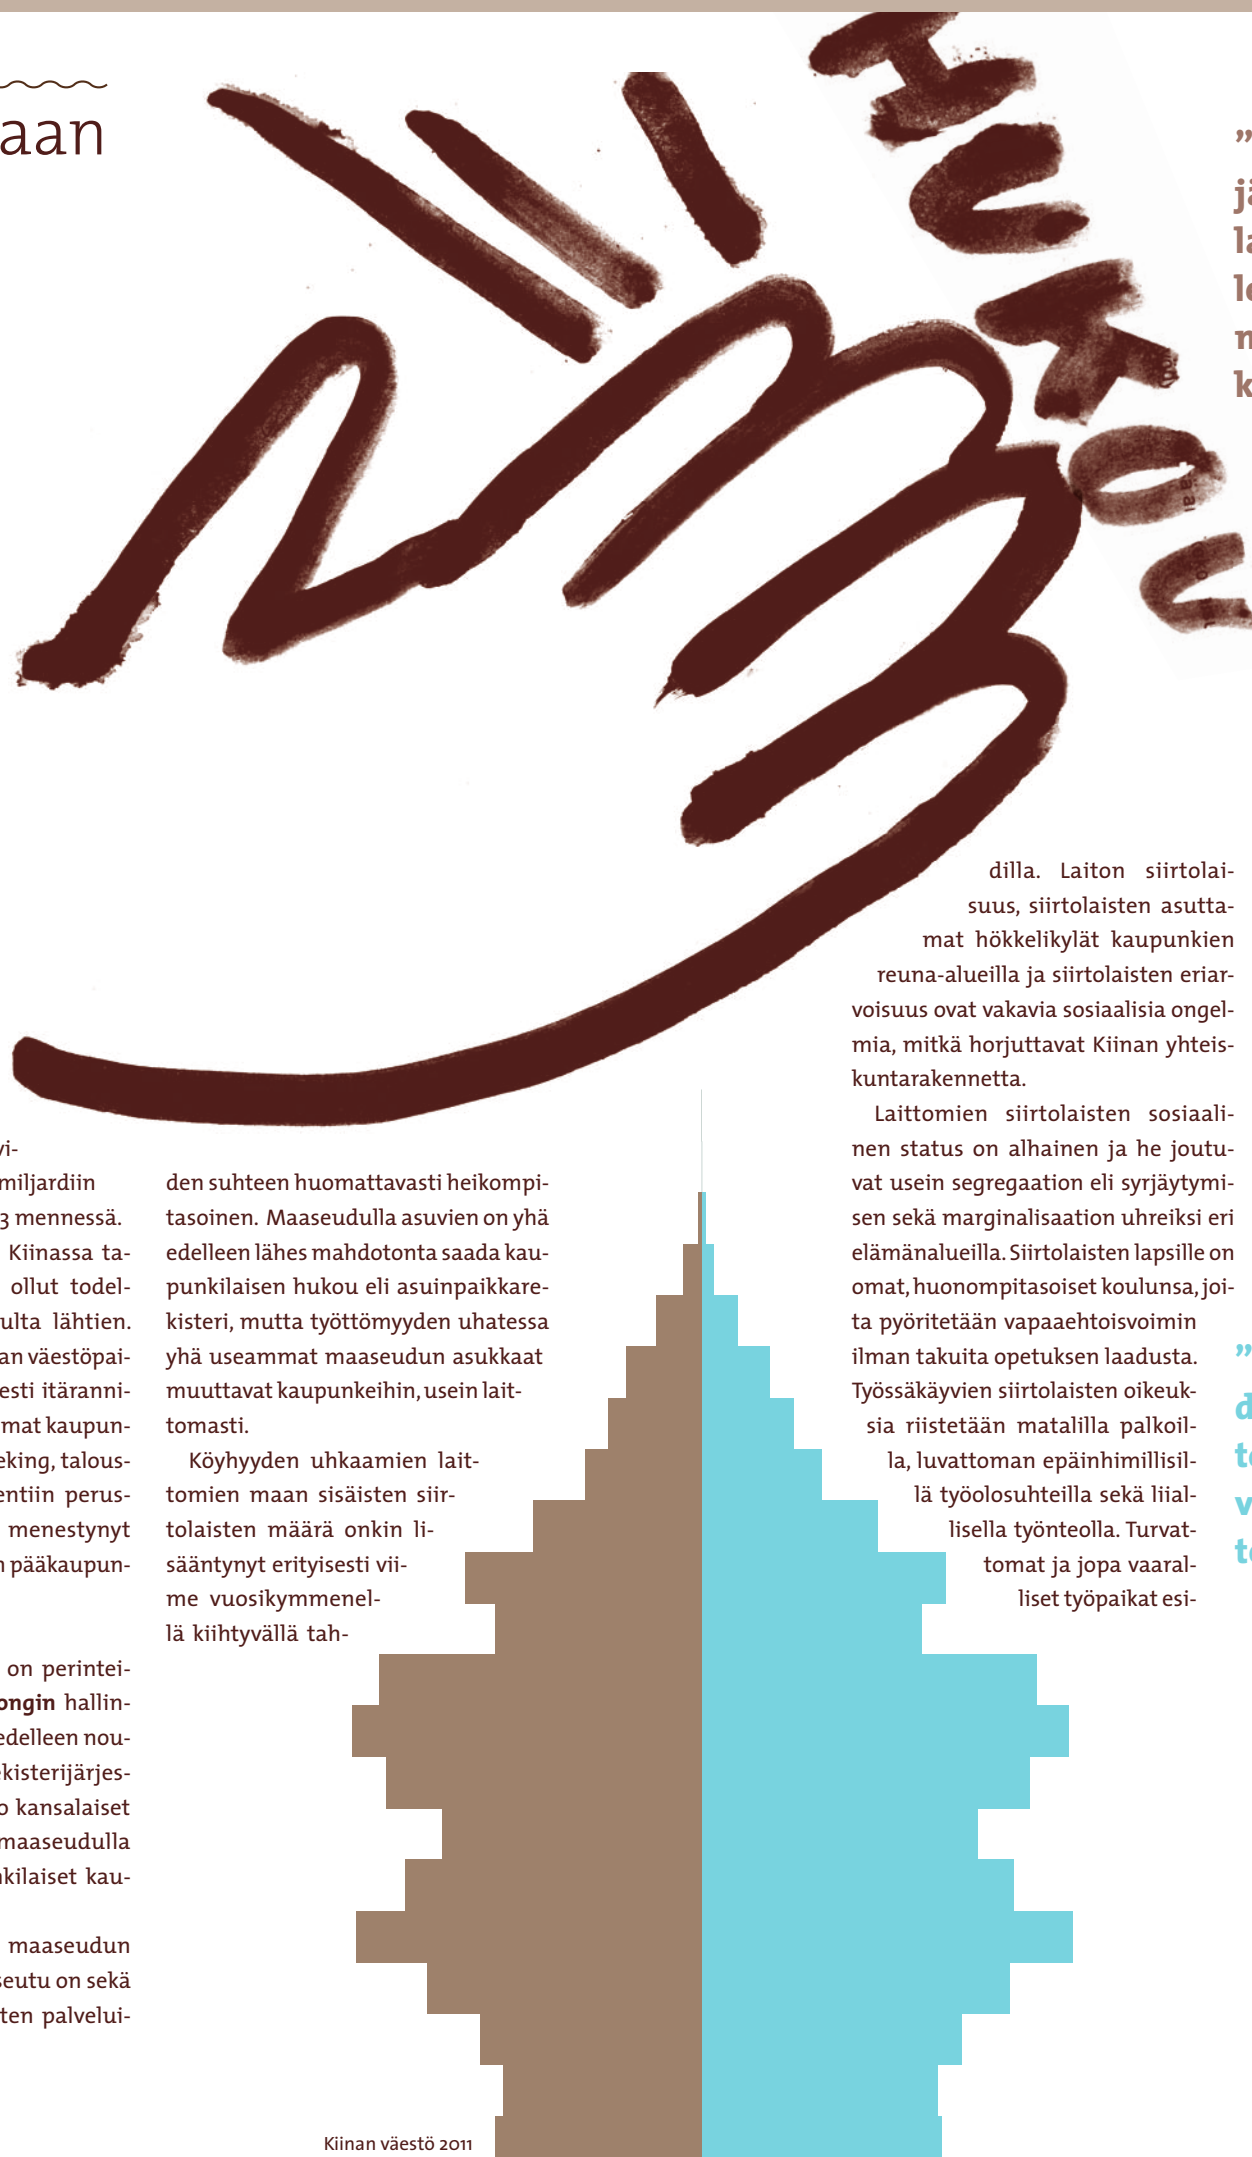 aan
HUKOU
vi-
miljardiin
3 mennessä.
Kiinassa ta-
ollut todel-
ulta lähtien.
an väestöpai-
esti itäranni-
mat kaupun-
eking, talous-
entiin perus-
menestynyt
n pääkaupun-
on perintei-
ongin hallin-
edelleen nou-
ekisterijärjes-
o kansalaiset
maaseudulla
kilaiset kau-
maaseudun
seutu on sekä
ten palvelui-
den suhteen huomattavasti heikompi-
tasoinen. Maaseudulla asuvien on yhä
edelleen lähes mahdotonta saada kau-
punkilaisen hukou eli asuinpaikkare-
kisteri, mutta työttömyyden uhatessa
yhä useammat maaseudun asukkaat
muuttavat kaupunkeihin, usein lait-
tomasti.
Köyhyyden uhkaamien lait-
tomien maan sisäisten siir-
tolaisten määrä onkin li-
sääntynyt erityisesti vii-
me vuosikymmenel-
lä kiihtyvällä tah-
dilla. Laiton siirtolai-
suus, siirtolaisten asutta-
mat hökkelikylät kaupunkien
reuna-alueilla ja siirtolaisten eriar-
voisuus ovat vakavia sosiaalisia ongel-
mia, mitkä horjuttavat Kiinan yhteis-
kuntarakennetta.
Laittomien siirtolaisten sosiaali-
nen status on alhainen ja he joutu-
vat usein segregaation eli syrjäytymi-
sen sekä marginalisaation uhreiksi eri
elämänalueilla. Siirtolaisten lapsille on
omat, huonompitasoiset koulunsa, joi-
ta pyöritetään vapaaehtoisvoimin
ilman takuita opetuksen laadusta.
Työssäkäyvien siirtolaisten oikeuk-
sia riistetään matalilla palkoil-
la, luvattoman epäinhimillisil-
lä työolosuhteilla sekä liial-
lisella työnteolla. Turvat-
tomat ja jopa vaaral-
liset työpaikat esi-
Kiinan väestö 2011
”
jä
la
k
”
d
t
v
t